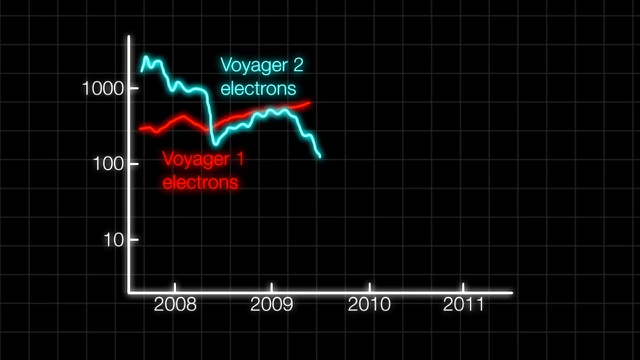 Voyager 2
electrons
1000
Voyager 1
electrons
100
10
2008 2009 2010 2011